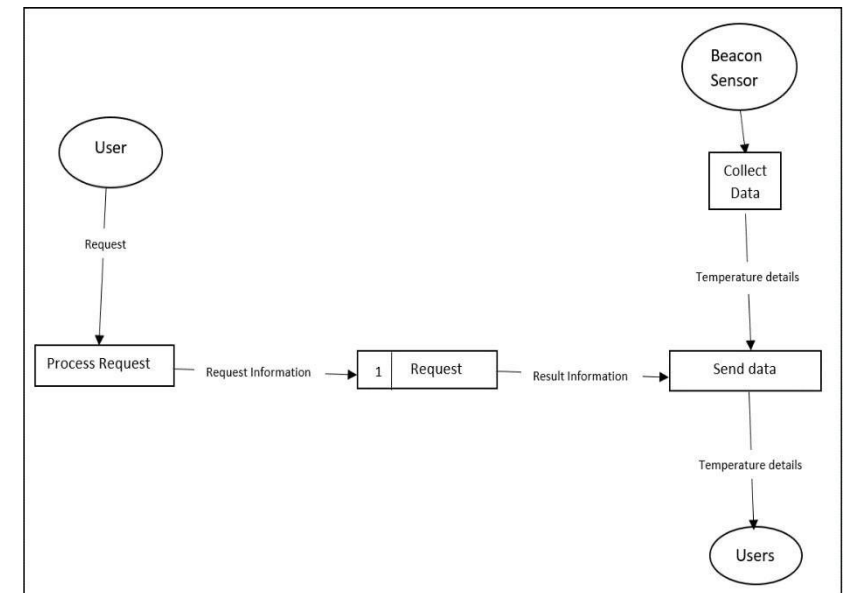 Beacon
Sensor
User
Collect
Data
Request
Temperature details
Process Request
Request Information
1
Request
Result Information
Send data
Temperature details
Users